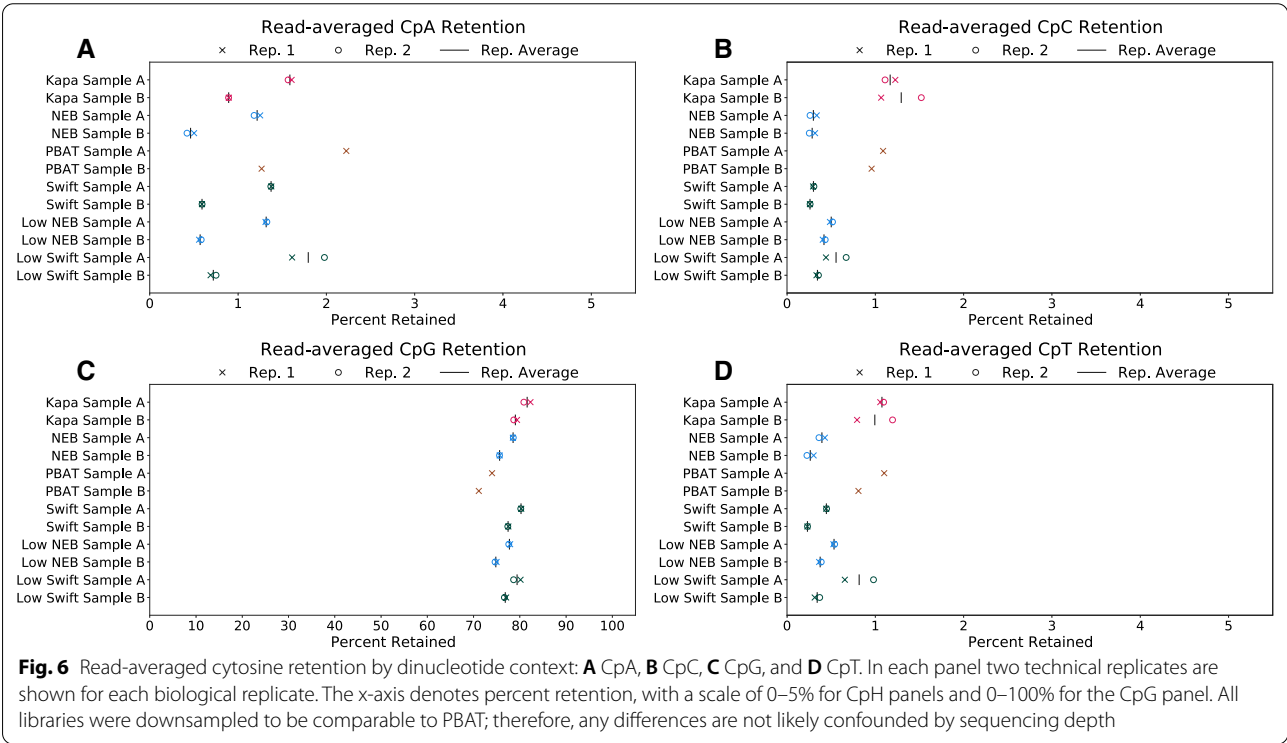 Read-averaged CpA Retention
A
× Rep. 1 ○ Rep. 2 — Rep. Average
Kapa Sample A
Kapa Sample B
NEB Sample A
NEB Sample B
PBAT Sample A
PBAT Sample B
Swift Sample A
Swift Sample B
Low NEB Sample A
Low NEB Sample B
Low Swift Sample A
Low Swift Sample B
0 1 2 3 4 5
Percent Retained
Read-averaged CpC Retention
B
× Rep. 1 ○ Rep. 2 — Rep. Average
Kapa Sample A
Kapa Sample B
NEB Sample A
NEB Sample B
PBAT Sample A
PBAT Sample B
Swift Sample A
Swift Sample B
Low NEB Sample A
Low NEB Sample B
Low Swift Sample A
Low Swift Sample B
0 1 2 3 4 5
Percent Retained
Read-averaged CpG Retention
C
× Rep. 1 ○ Rep. 2 — Rep. Average
Kapa Sample A
Kapa Sample B
NEB Sample A
NEB Sample B
PBAT Sample A
PBAT Sample B
Swift Sample A
Swift Sample B
Low NEB Sample A
Low NEB Sample B
Low Swift Sample A
Low Swift Sample B
0 10 20 30 40 50 60 70 80 90 100
Percent Retained
Read-averaged CpT Retention
D
× Rep. 1 ○ Rep. 2 — Rep. Average
Kapa Sample A
Kapa Sample B
NEB Sample A
NEB Sample B
PBAT Sample A
PBAT Sample B
Swift Sample A
Swift Sample B
Low NEB Sample A
Low NEB Sample B
Low Swift Sample A
Low Swift Sample B
0 1 2 3 4 5
Percent Retained
Fig. 6 Read-averaged cytosine retention by dinucleotide context: A CpA, B CpC, C CpG, and D CpT. In each panel two technical replicates are
shown for each biological replicate. The x-axis denotes percent retention, with a scale of 0–5% for CpH panels and 0–100% for the CpG panel. All
libraries were downsampled to be comparable to PBAT; therefore, any differences are not likely confounded by sequencing depth